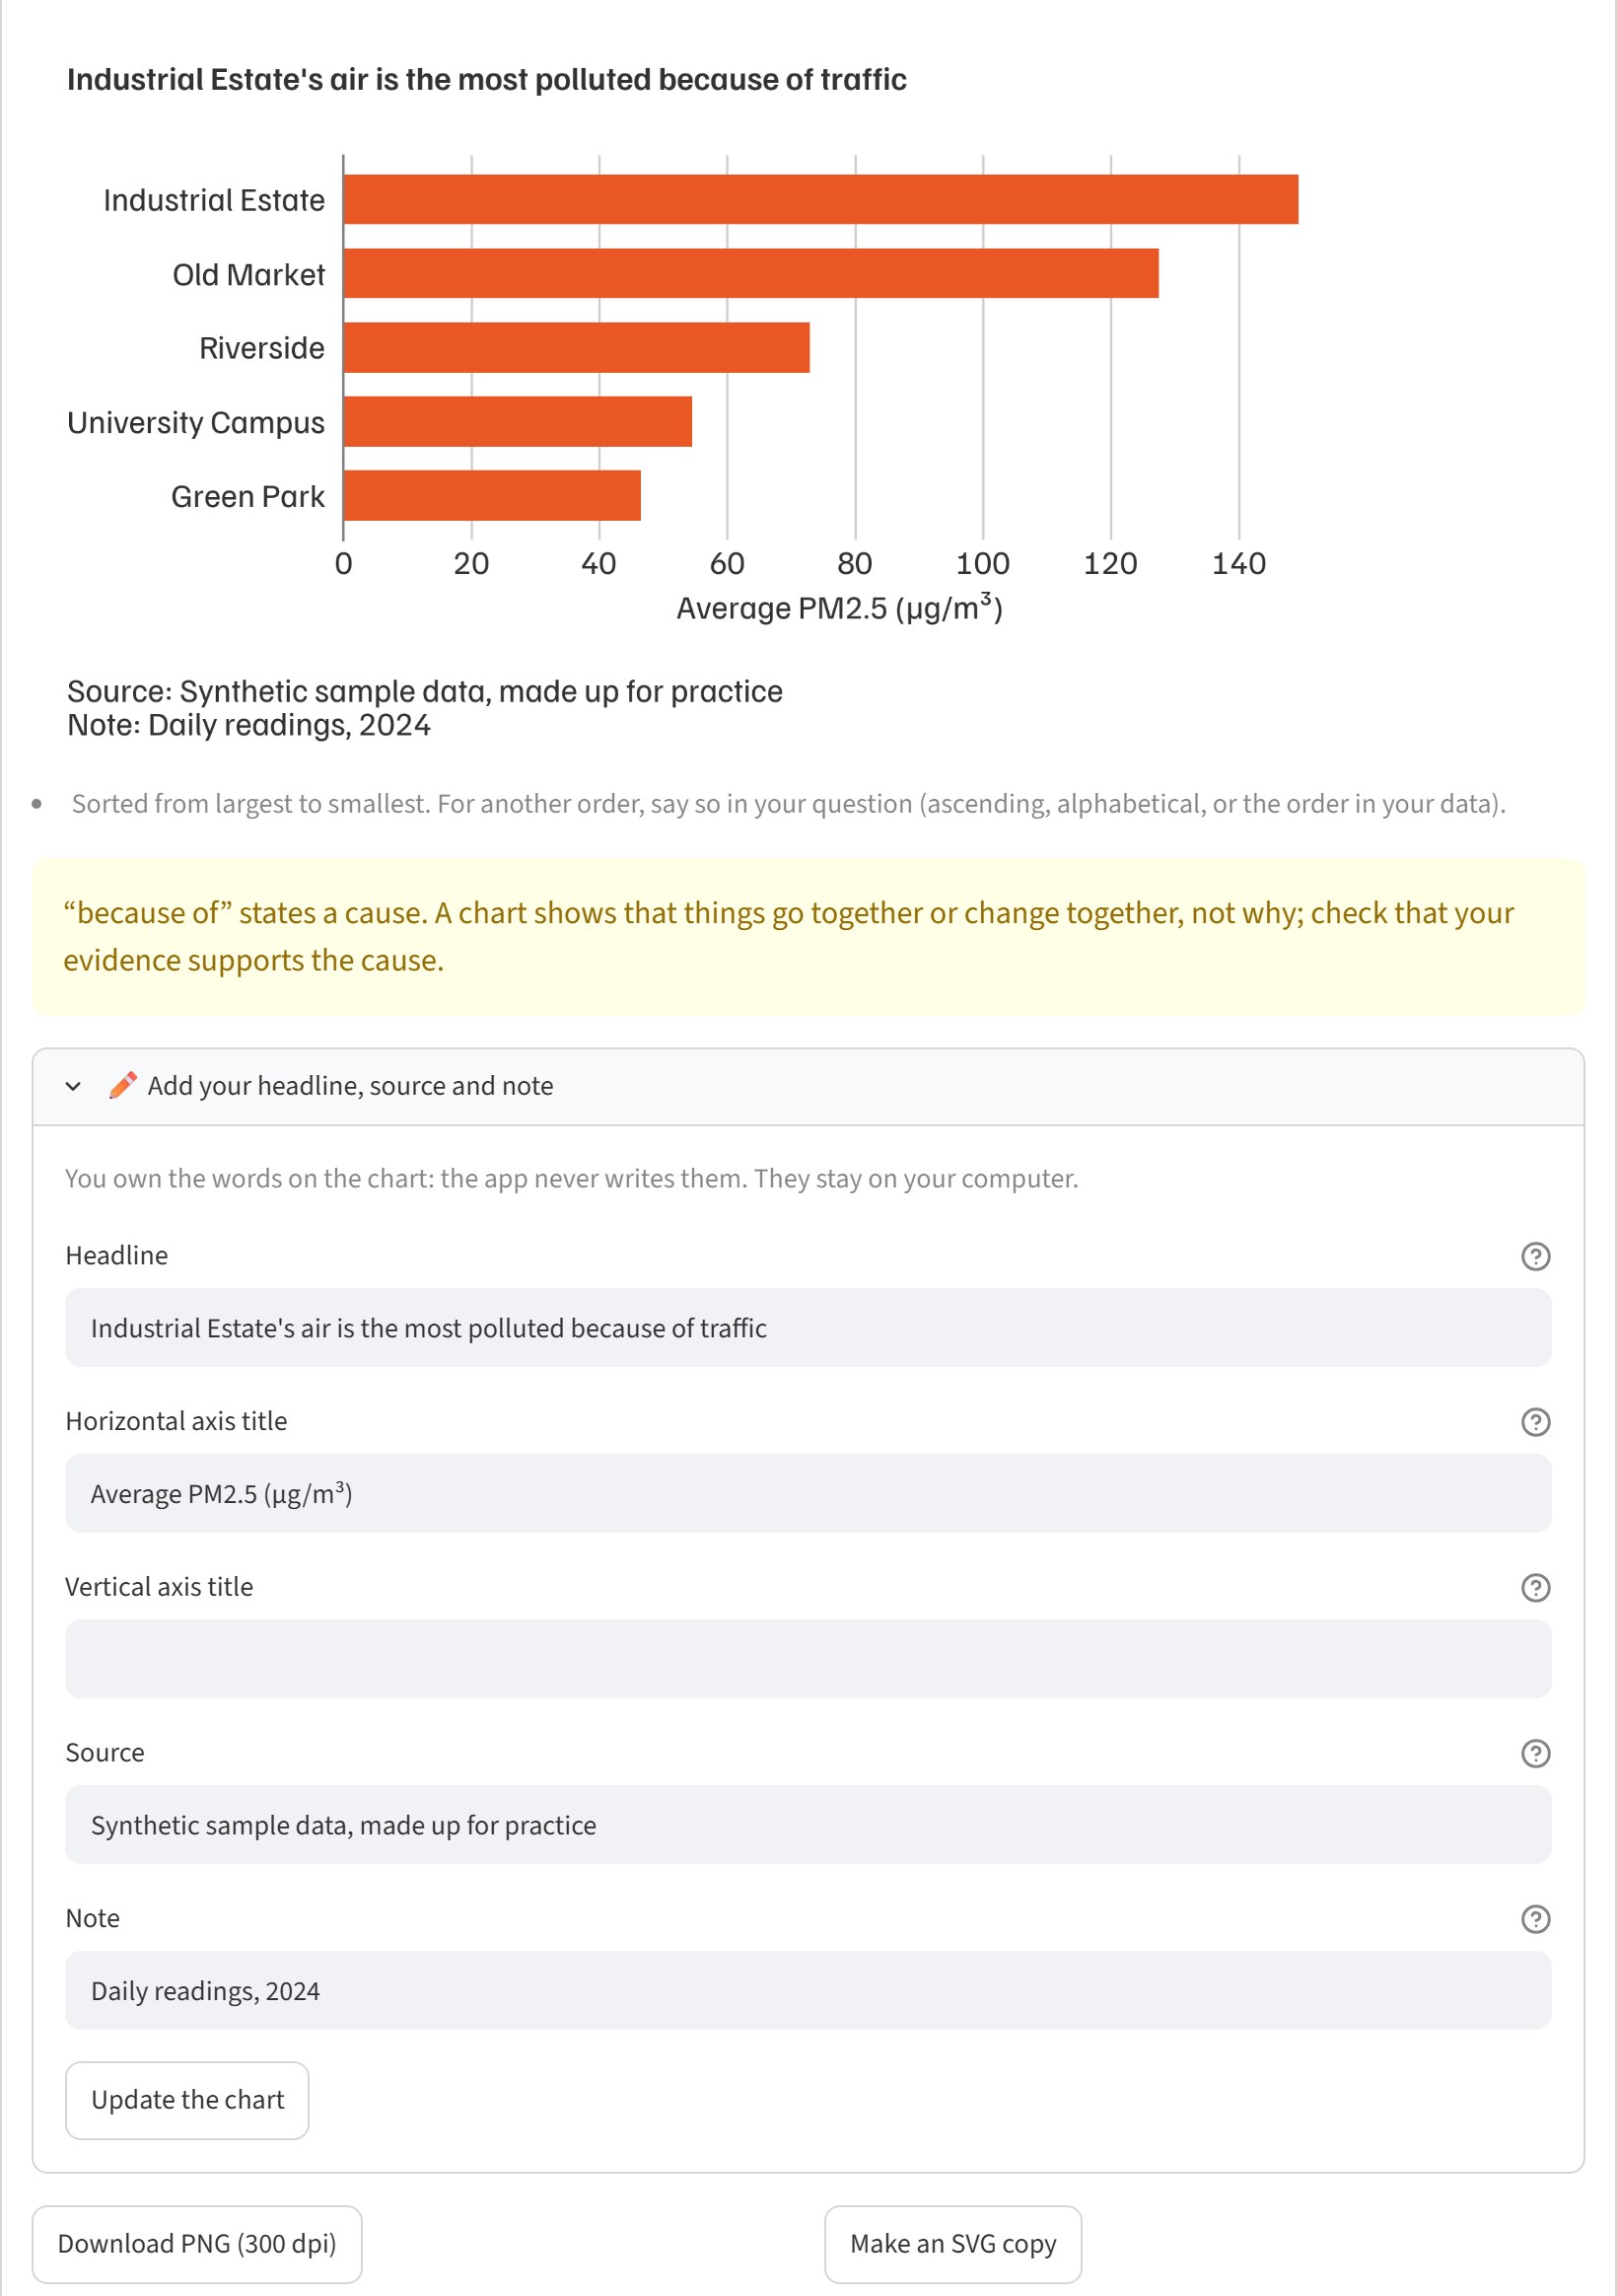 Industrial Estate's air is the most polluted because of traffic
Industrial Estate
Old Market
Riverside
University Campus
Green Park
0 20 40 60 80 100 120 140
Average PM2.5 (µg/m³)
Source: Synthetic sample data, made up for practice
Note: Daily readings, 2024
Sorted from largest to smallest. For another order, say so in your question (ascending, alphabetical, or the order in your data).
“because of” states a cause. A chart shows that things go together or change together, not why; check that your
evidence supports the cause.
Add your headline, source and note
You own the words on the chart: the app never writes them. They stay on your computer.
Headline
Industrial Estate's air is the most polluted because of traffic
Horizontal axis title
Average PM2.5 (µg/m³)
Vertical axis title
Source
Synthetic sample data, made up for practice
Note
Daily readings, 2024
Update the chart
Download PNG (300 dpi) Make an SVG copy